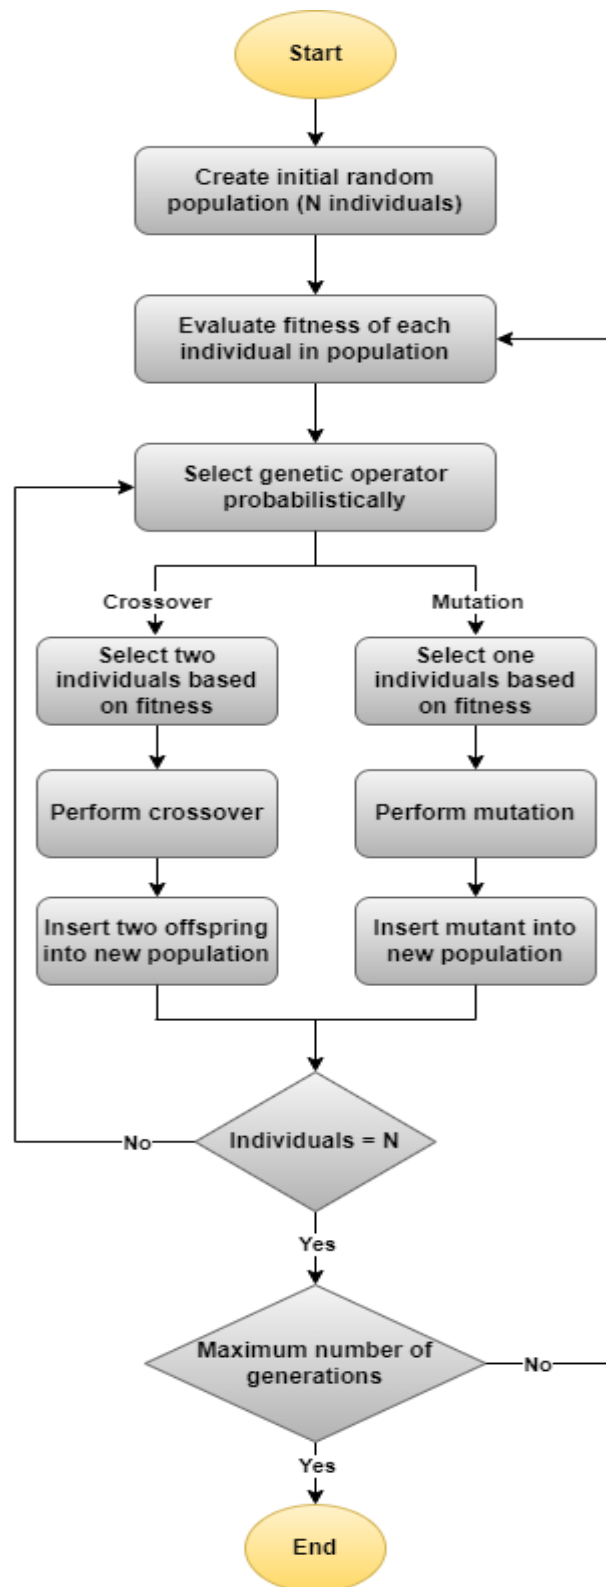 Start
Create initial random
population (N individuals)
Evaluate fitness of each
individual in population
Select genetic operator
probabilistically
Crossover
Mutation
Select two
individuals based
on fitness
Select one
individuals based
on fitness
Perform crossover
Perform mutation
Insert two offspring
into new population
Insert mutant into
new population
Individuals = N
No
Yes
Maximum number of
generations
No
Yes
End